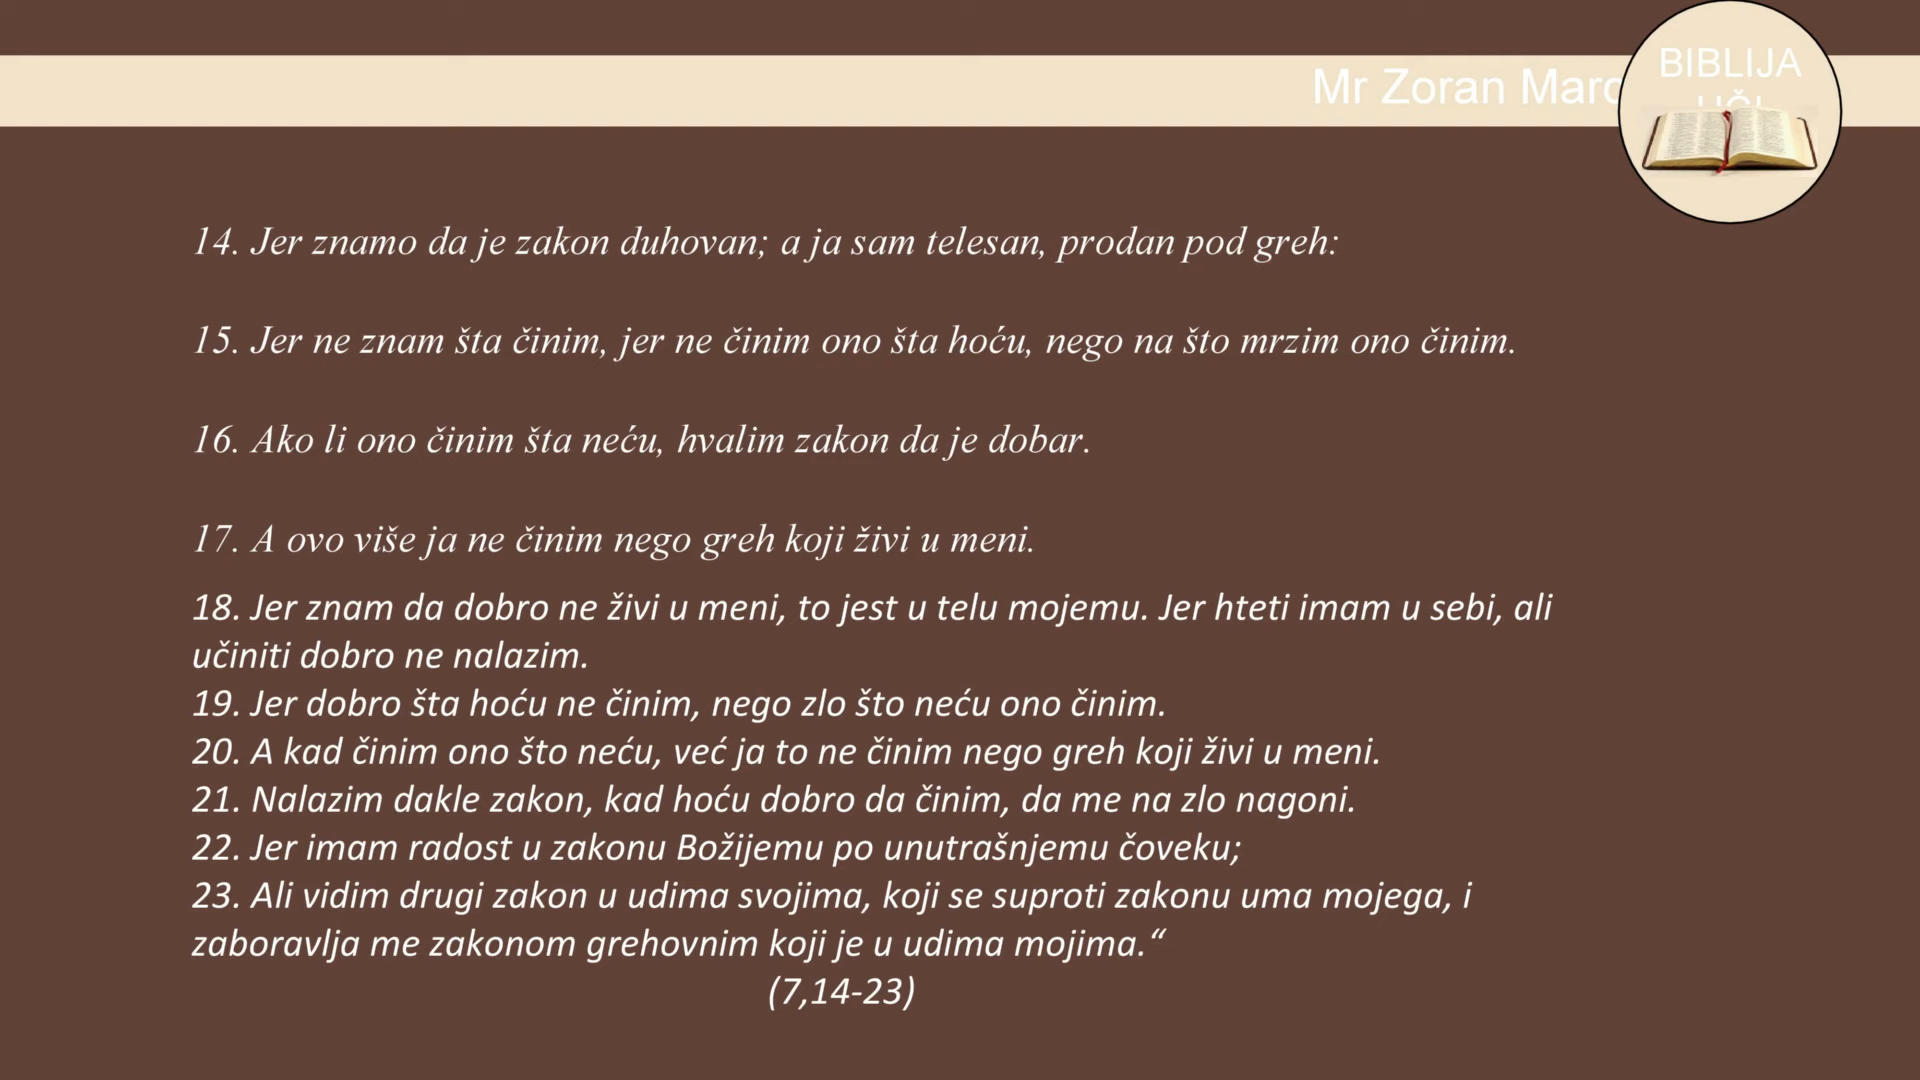 Mr Zoran
BIBLIJA
UČI
14. Jer znamo da je zakon duhovan; a ja sam telesan, prodan pod greh:
15. Jer ne znam šta činim, jer ne činim ono šta hoću, nego na što mrzim ono činim.
16. Ako li ono činim šta neću, hvalim zakon da je dobar.
17. A ovo više ja ne činim nego greh koji živi u meni.
18. Jer znam da dobro ne živi u meni, to jest u telu mojemu. Jer hteti imam u sebi, ali
učiniti dobro ne nalazim.
19. Jer dobro šta hoću ne činim, nego zlo što neću ono činim.
20. A kad činim ono što neću, već ja to ne činim nego greh koji živi u meni.
21. Nalazim dakle zakon, kad hoću dobro da činim, da me na zlo nagoni.
22. Jer imam radost u zakonu Božijemu po unutrašnjemu čoveku;
23. Ali vidim drugi zakon u udima svojima, koji se suproti zakonu uma mojega, i
zaboravlja me zakonom grehovnim koji je u udima mojima.“
(7,14-23)